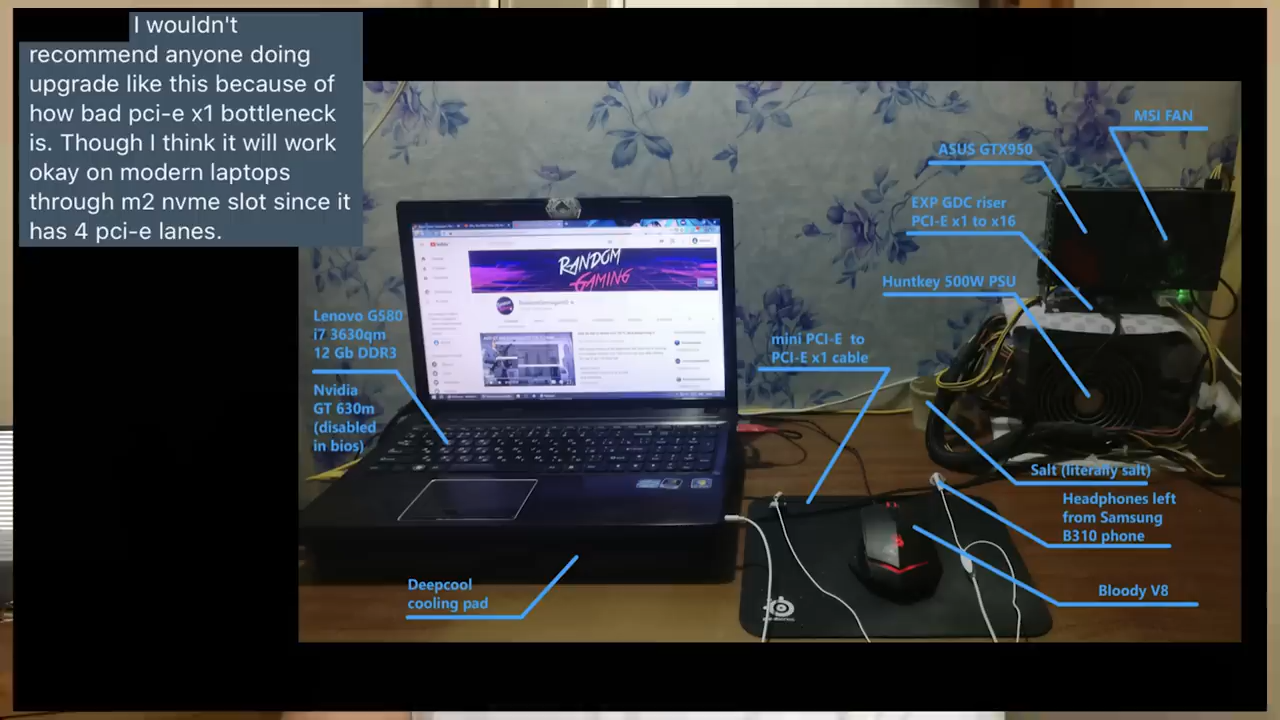 I wouldn't
recommend anyone doing
upgrade like this because of
how bad pci-e x1 bottleneck
is. Though I think it will work
okay on modern laptops
through m2 nvme slot since it
has 4 pci-e lanes.
MSI FAN
ASUS GTX950
EXP GDC riser
PCI-E x1 to x16
Huntkey 500W PSU
RANDOM
GAMING
Lenovo G580
i7 3630qm
12 Gb DDR3
Nvidia
GT 630m
(disabled
in bios)
mini PCI-E to
PCI-E x1 cable
Salt (literally salt)
Headphones left
from Samsung
B310 phone
Bloody V8
Deepcool
cooling pad